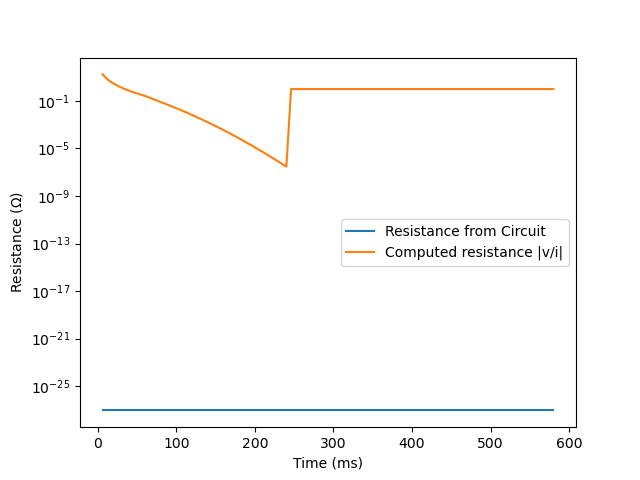 10⁻¹
10⁻⁵
10⁻⁹
10⁻¹³
10⁻¹⁷
10⁻²¹
10⁻²⁵
Resistance (Ω)
Resistance from Circuit
Computed resistance |v/i|
0 100 200 300 400 500 600
Time (ms)